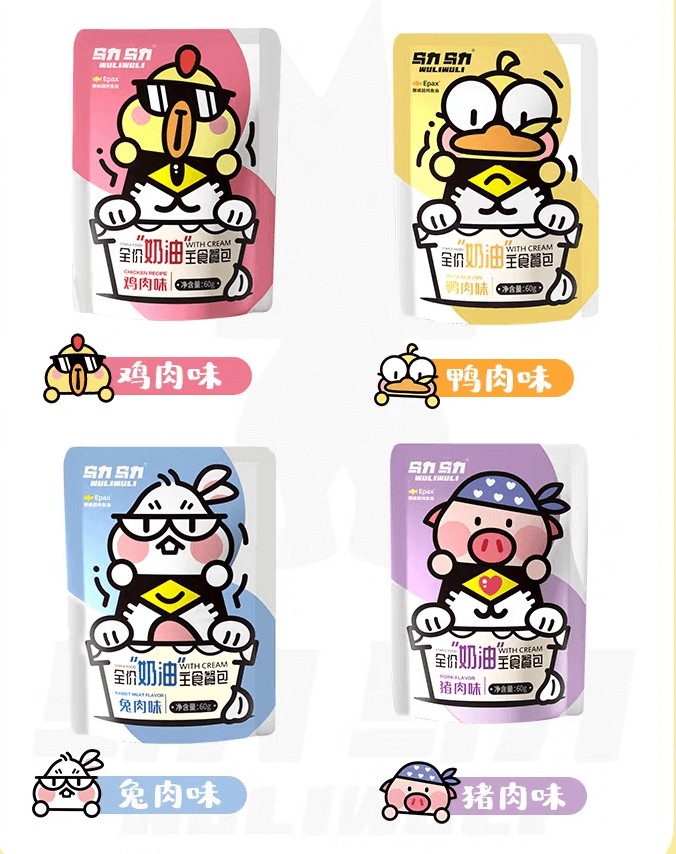 WULIWULI
Epax
全价"奶油"主食餐包
WITH CREAM
CHICKEN RECIPE
鸡肉味
净含量:60g
WULIWULI
Epax
全价"奶油"主食餐包
WITH CREAM
鸭肉味
净含量:60g
鸡肉味
鸭肉味
WULIWULI
Epax
全价"奶油"主食餐包
WITH CREAM
RABBIT MEAT FLAVOR
兔肉味
净含量:60g
WULIWULI
Epax
全价"奶油"主食餐包
WITH CREAM
PORK FLAVOR
猪肉味
净含量:60g
兔肉味
猪肉味
WULIWULI